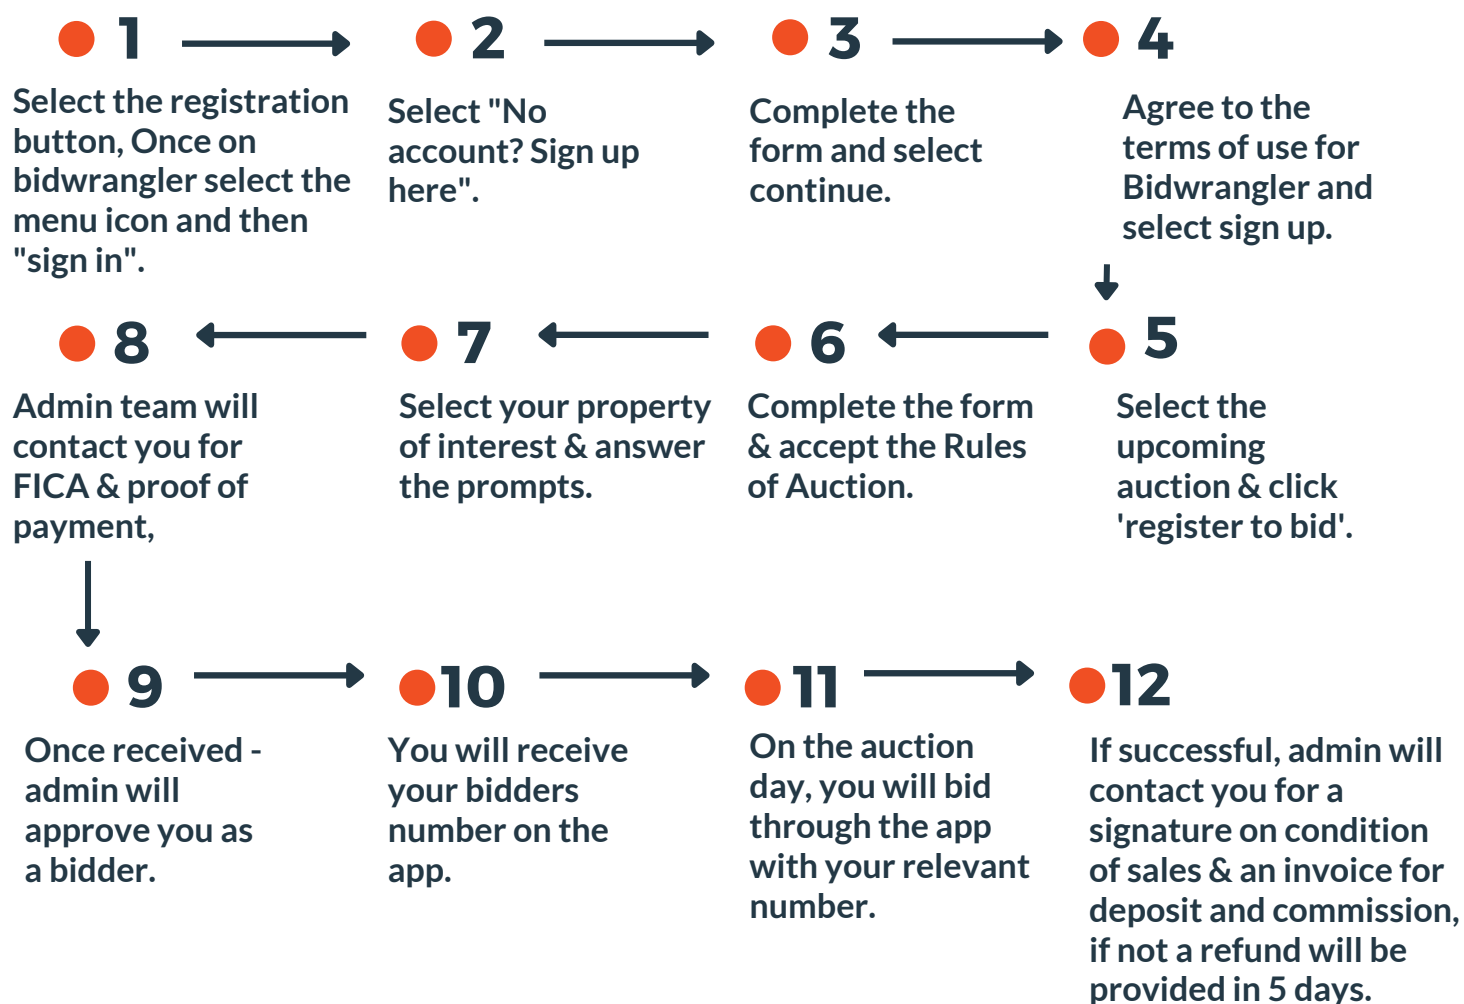 1
Select the registration
button, Once on
bidwrangler select the
menu icon and then
"sign in".
2
Select "No
account? Sign up
here".
3
Complete the
form and select
continue.
4
Agree to the
terms of use for
Bidwrangler and
select sign up.
5
Select the
upcoming
auction & click
'register to bid'.
6
Complete the form
& accept the Rules
of Auction.
7
Select your property
of interest & answer
the prompts.
8
Admin team will
contact you for
FICA & proof of
payment,
9
Once received -
admin will
approve you as
a bidder.
10
You will receive
your bidders
number on the
app.
11
On the auction
day, you will bid
through the app
with your relevant
number.
12
If successful, admin will
contact you for a
signature on condition
of sales & an invoice for
deposit and commission,
if not a refund will be
provided in 5 days.